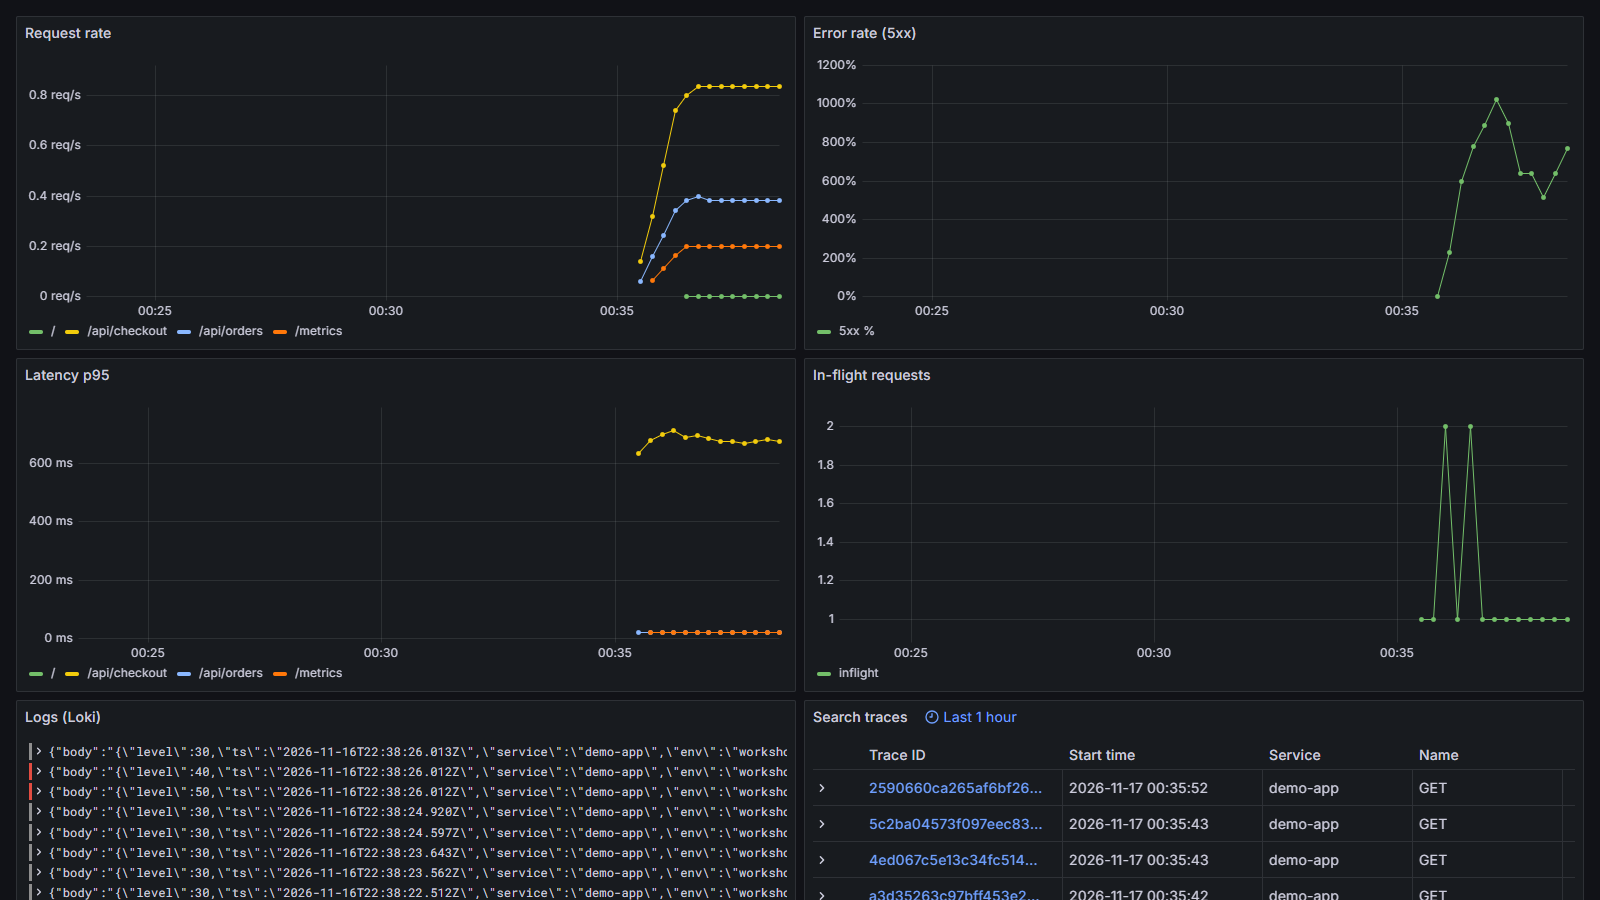 Request rate
0.8 req/s
0.6 req/s
0.4 req/s
0.2 req/s
0 req/s
00:25 00:30 00:35
/ /api/checkout /api/orders /metrics
Error rate (5xx)
1200%
1000%
800%
600%
400%
200%
0%
00:25 00:30 00:35
5xx %
Latency p95
600 ms
400 ms
200 ms
0 ms
00:25 00:30 00:35
/ /api/checkout /api/orders /metrics
In-flight requests
2
1.8
1.6
1.4
1.2
1
00:25 00:30 00:35
inflight
Logs (Loki)
{"body":"{\"level\":30,\"ts\":\"2026-11-16T22:38:26.013Z\",\"service\":\"demo-app\",\"env\":\"worksho
{"body":"{\"level\":40,\"ts\":\"2026-11-16T22:38:26.012Z\",\"service\":\"demo-app\",\"env\":\"worksho
{"body":"{\"level\":50,\"ts\":\"2026-11-16T22:38:26.012Z\",\"service\":\"demo-app\",\"env\":\"worksho
{"body":"{\"level\":30,\"ts\":\"2026-11-16T22:38:24.920Z\",\"service\":\"demo-app\",\"env\":\"worksho
{"body":"{\"level\":30,\"ts\":\"2026-11-16T22:38:24.597Z\",\"service\":\"demo-app\",\"env\":\"worksho
{"body":"{\"level\":30,\"ts\":\"2026-11-16T22:38:23.643Z\",\"service\":\"demo-app\",\"env\":\"worksho
{"body":"{\"level\":30,\"ts\":\"2026-11-16T22:38:23.562Z\",\"service\":\"demo-app\",\"env\":\"worksho
{"body":"{\"level\":30,\"ts\":\"2026-11-16T22:38:22.512Z\",\"service\":\"demo-app\",\"env\":\"worksho
Search traces Last 1 hour
Trace ID Start time Service Name
2590660ca265af6bf26... 2026-11-17 00:35:52 demo-app GET
5c2ba04573f097eec83... 2026-11-17 00:35:43 demo-app GET
4ed067c5e13c34fc514... 2026-11-17 00:35:43 demo-app GET
a3d35263c97bff453e2... 2026-11-17 00:35:42 demo-app GET